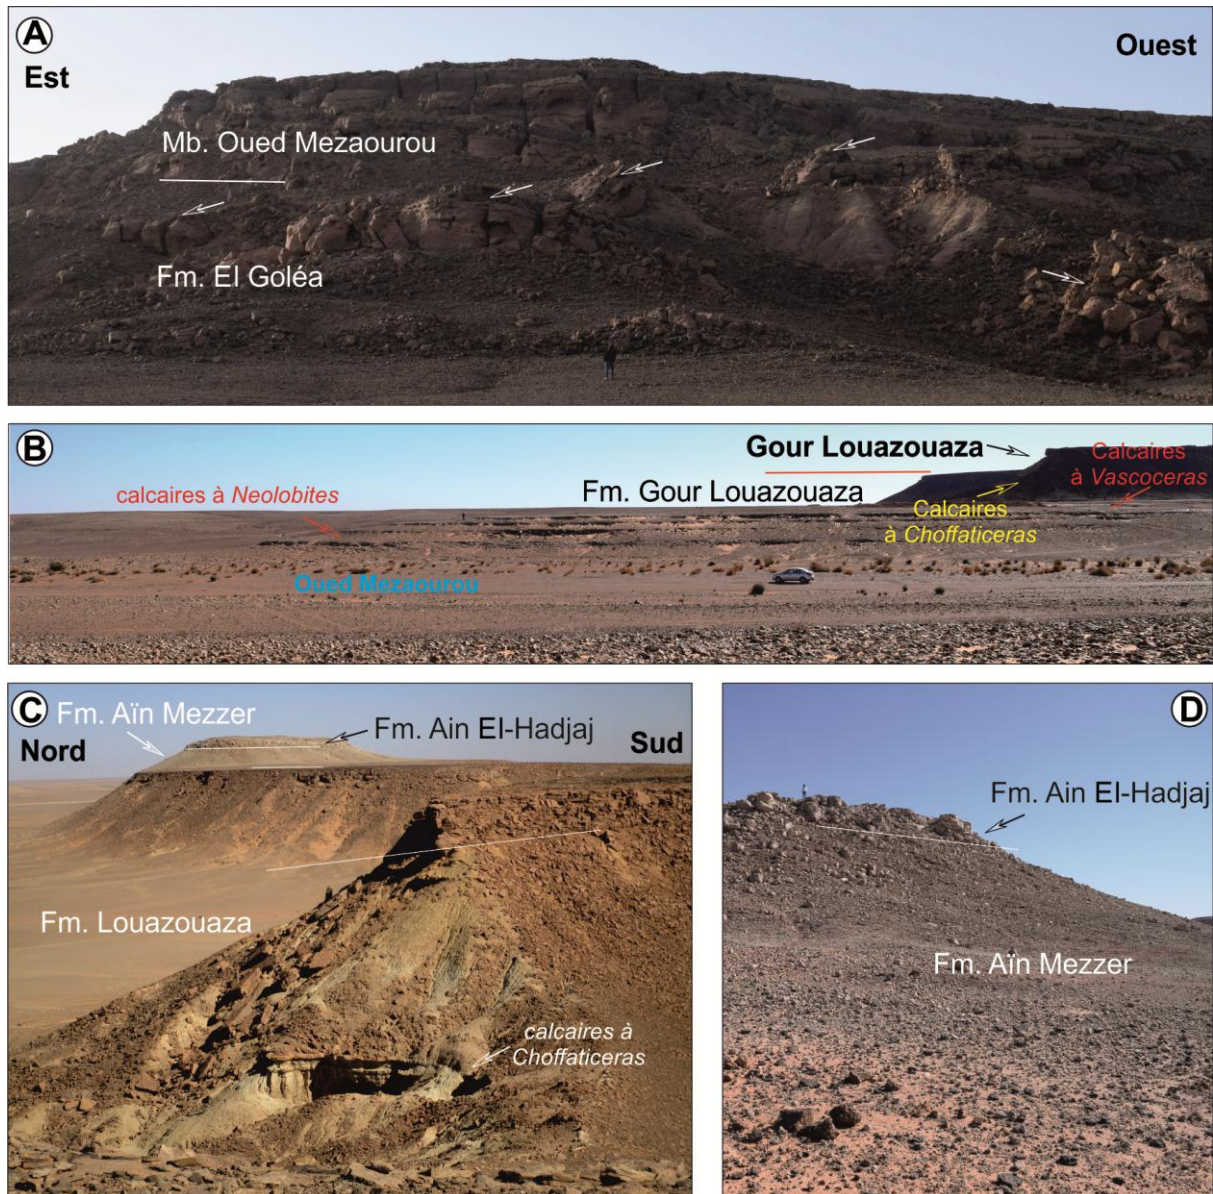 A
Est
Ouest
Mb. Oued Mezaourou
Fm. El Goléa
B
Gour Louazouaza
calcaires à Neolobites
Fm. Gour Louazouaza
Calcaires
à Vascoceras
Calcaires
à Choffaticeras
Oued Mezaourou
C
Fm. Aïn Mezzer
Nord
Fm. Ain El-Hadjaj
Sud
Fm. Louazouaza
calcaires à
Choffaticeras
D
Fm. Ain El-Hadjaj
Fm. Aïn Mezzer